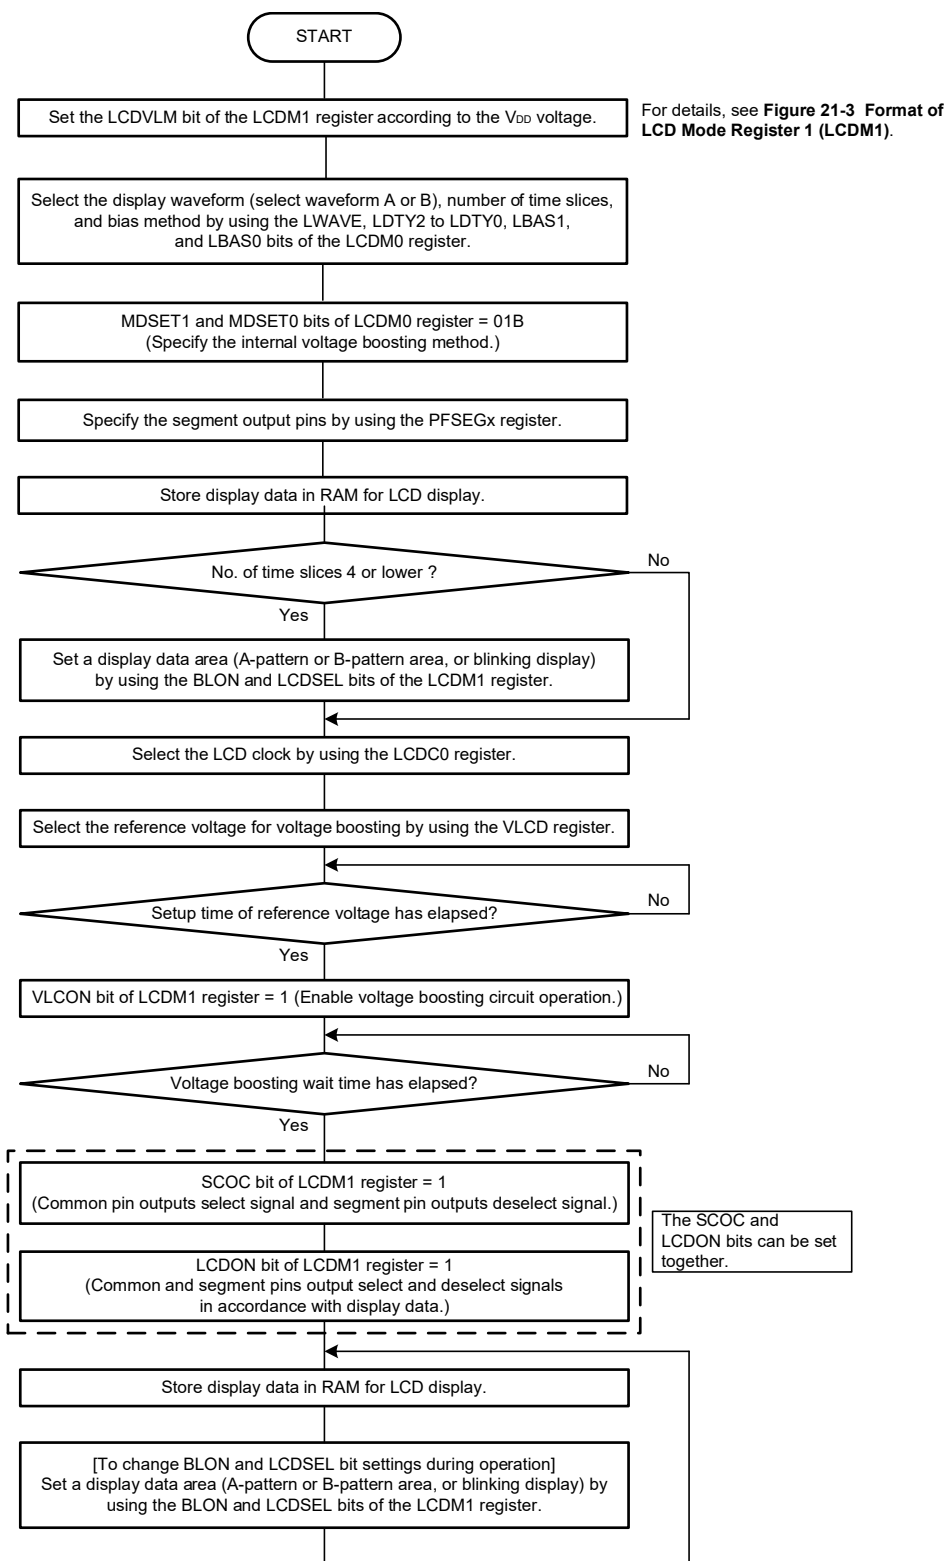 START
Set the LCDVLM bit of the LCDM1 register according to the VDD voltage.
For details, see Figure 21-3 Format of
LCD Mode Register 1 (LCDM1).
Select the display waveform (select waveform A or B), number of time slices,
and bias method by using the LWAVE, LDTY2 to LDTY0, LBAS1,
and LBAS0 bits of the LCDM0 register.
MDSET1 and MDSET0 bits of LCDM0 register = 01B
(Specify the internal voltage boosting method.)
Specify the segment output pins by using the PFSEGx register.
Store display data in RAM for LCD display.
No. of time slices 4 or lower ?
No
Yes
Set a display data area (A-pattern or B-pattern area, or blinking display)
by using the BLON and LCDSEL bits of the LCDM1 register.
Select the LCD clock by using the LCDC0 register.
Select the reference voltage for voltage boosting by using the VLCD register.
Setup time of reference voltage has elapsed?
No
Yes
VLCON bit of LCDM1 register = 1 (Enable voltage boosting circuit operation.)
Voltage boosting wait time has elapsed?
No
Yes
SCOC bit of LCDM1 register = 1
(Common pin outputs select signal and segment pin outputs deselect signal.)
The SCOC and
LCDON bits can be set
together.
LCDON bit of LCDM1 register = 1
(Common and segment pins output select and deselect signals
in accordance with display data.)
Store display data in RAM for LCD display.
[To change BLON and LCDSEL bit settings during operation]
Set a display data area (A-pattern or B-pattern area, or blinking display) by
using the BLON and LCDSEL bits of the LCDM1 register.